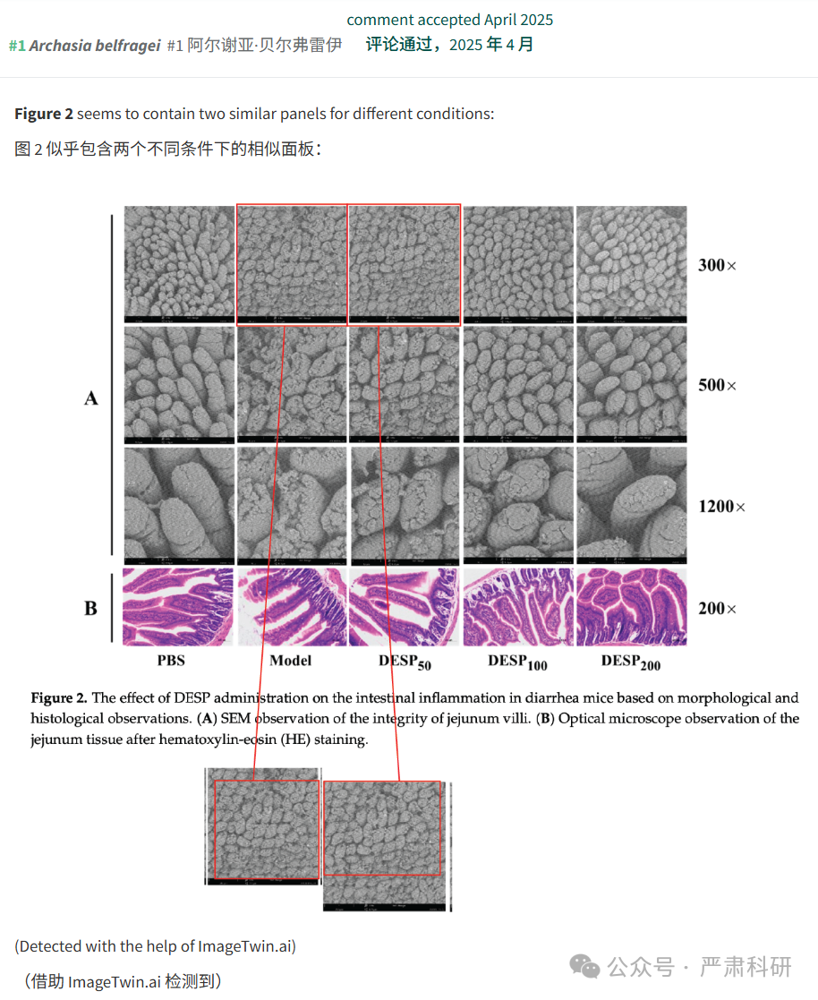 comment accepted April 2025
#1 Archasia belfragei #1 阿尔谢亚·贝尔弗雷伊 评论通过，2025 年 4 月
Figure 2 seems to contain two similar panels for different conditions:
图 2 似乎包含两个不同条件下的相似面板：
300×
500×
A
1200×
B
200×
PBS Model DESP50 DESP100 DESP200
Figure 2. The effect of DESP administration on the intestinal inflammation in diarrhea mice based on morphological and
histological observations. (A) SEM observation of the integrity of jejunum villi. (B) Optical microscope observation of the
jejunum tissue after hematoxylin-eosin (HE) staining.
(Detected with the help of ImageTwin.ai)
（借助 ImageTwin.ai 检测到）
公众号 · 严肃科研